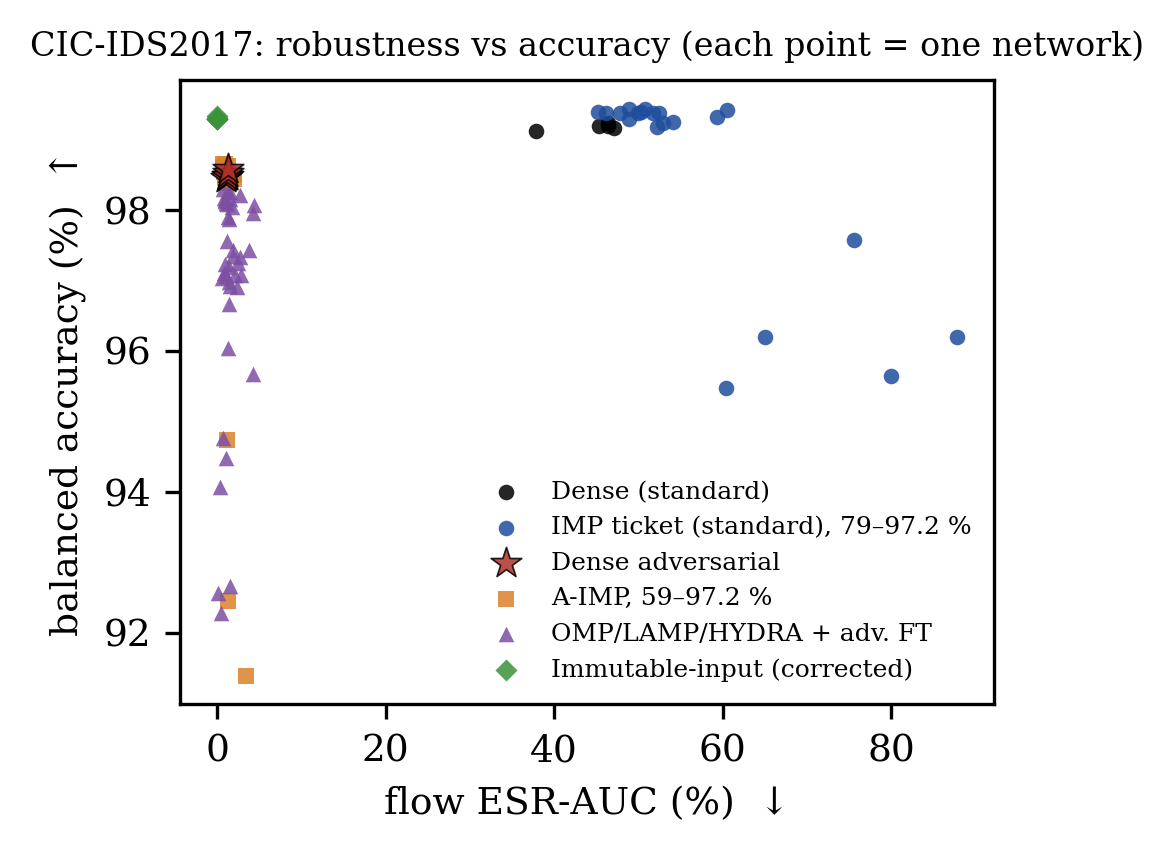 CIC-IDS2017: robustness vs accuracy (each point = one network)
balanced accuracy (%) ↑
98
96
94
92
Dense (standard)
IMP ticket (standard), 79–97.2 %
Dense adversarial
A-IMP, 59–97.2 %
OMP/LAMP/HYDRA + adv. FT
Immutable-input (corrected)
0 20 40 60 80
flow ESR-AUC (%) ↓